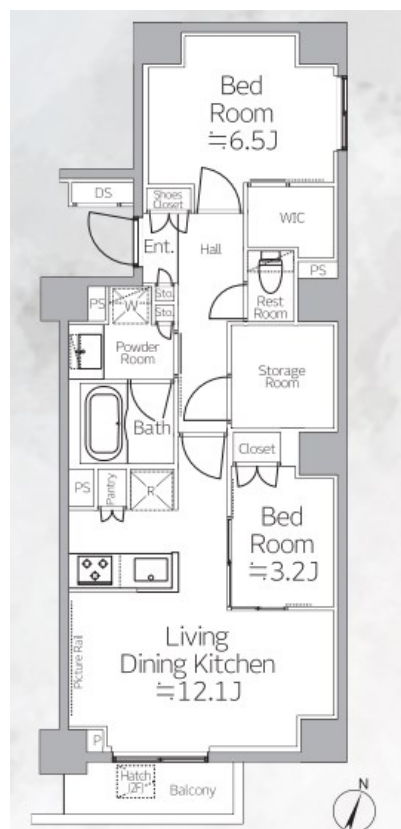 Bed
Room
≒6.5J
DS
Shoes
Closet
WIC
Ent.
Hall
PS
PS
W
Sto.
Sto.
Rest
Room
Powder
Room
Storage
Room
Bath
Closet
PS
Pantry
R
Bed
Room
≒3.2J
Living
Dining Kitchen
≒12.1J
Picture Rail
P
Hatch
(2F)
Balcony
N